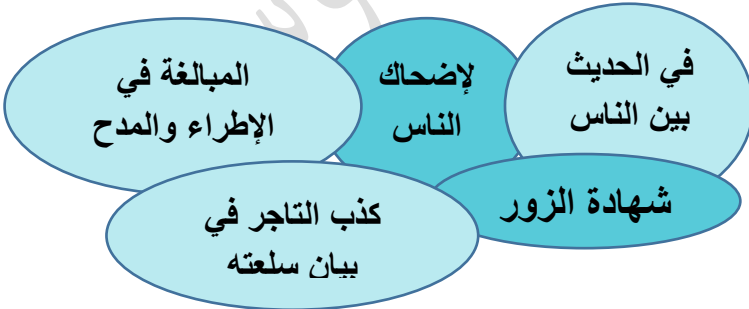 في الحديث
بين الناس
لإضحاك
الناس
المبالغة في
الإطراء والمدح
شهادة الزور
كذب التاجر في
بيان سلعته